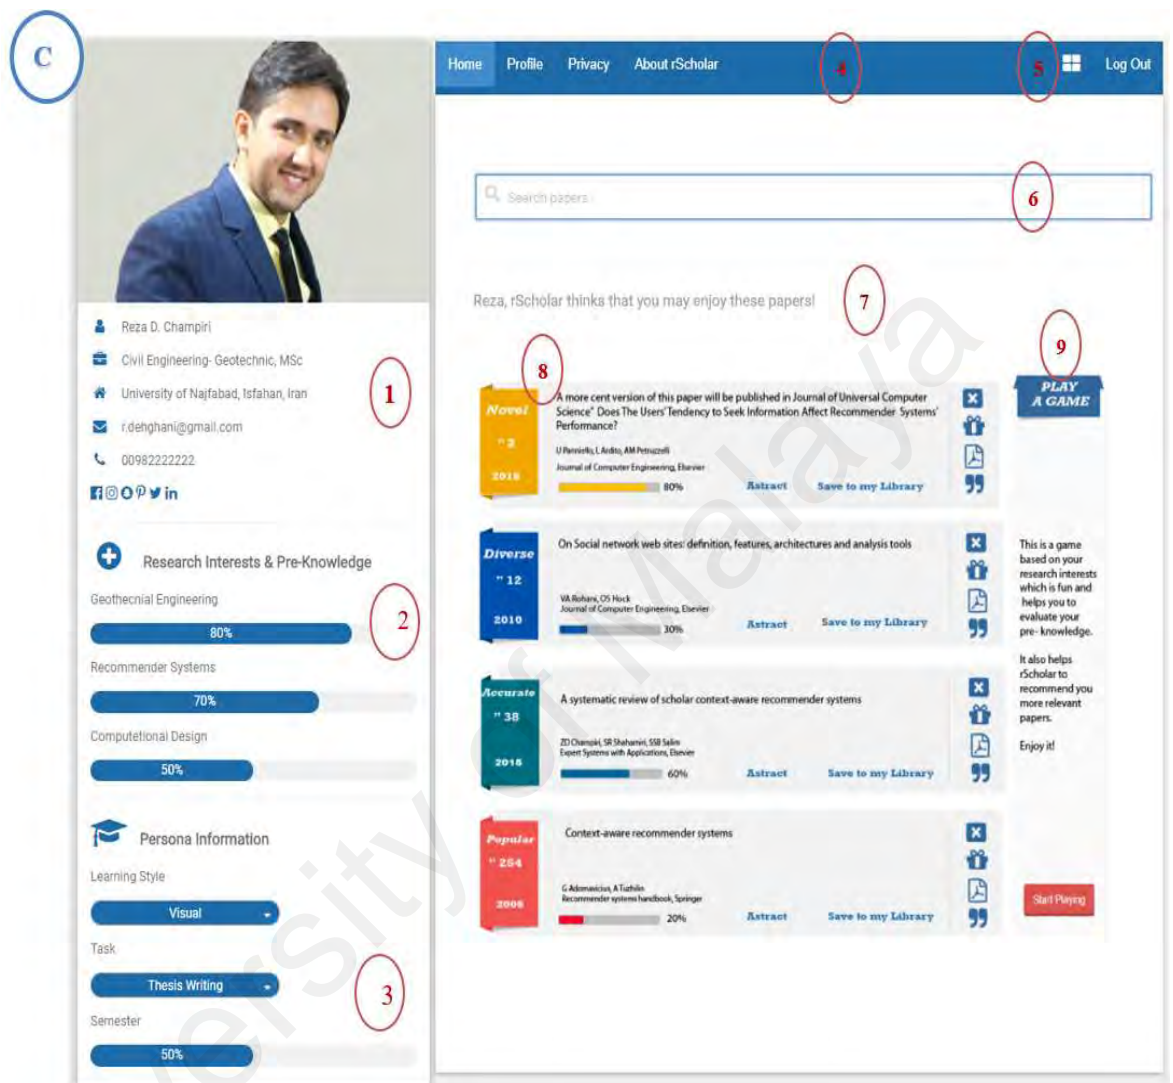 C
Reza D. Champiri
Civil Engineering- Geotechnic, MSc
University of Najfabad, Isfahan, Iran
r.dehghani@gmail.com
00982222222
1
Research Interests & Pre-Knowledge
Geothecnial Engineering
80%
2
Recommender Systems
70%
Computetional Design
50%
Persona Information
Learning Style
Visual
Task
Thesis Writing
3
Semester
50%
Home Profile Privacy About rScholar 4 5 Log Out
Search papers 6
Reza, rScholar thinks that you may enjoy these papers! 7
8
Novel
" 2
A more cent version of this paper will be published in Journal of Universal Computer
Science" Does The Users' Tendency to Seek Information Affect Recommender Systems'
Performance?
U Panniello, L Ardito, AM Petruzzelli
Journal of Computer Engineering, Elsevier
80% Astract Save to my Library
Diverse
" 12
2010
On Social network web sites: definition, features, architectures and analysis tools
VA Rohani, OS Hock
Journal of Computer Engineering, Elsevier
30% Astract Save to my Library
Accurate
" 38
A systematic review of scholar context-aware recommender systems
ZD Champiri, SR Shahamiri, SSB Salim
Expert Systems with Applications, Elsevier
60% Astract Save to my Library
Popular
" 264
Context-aware recommender systems
G Adomavicius, A Tuzhilin
Recommender systems handbook, Springer
20% Astract Save to my Library
9
PLAY
A GAME
This is a game
based on your
research interests
which is fun and
helps you to
evaluate your
pre- knowledge.
It also helps
rScholar to
recommend you
more relevant
papers.
Enjoy it!
Start Playing
versity of Malaya